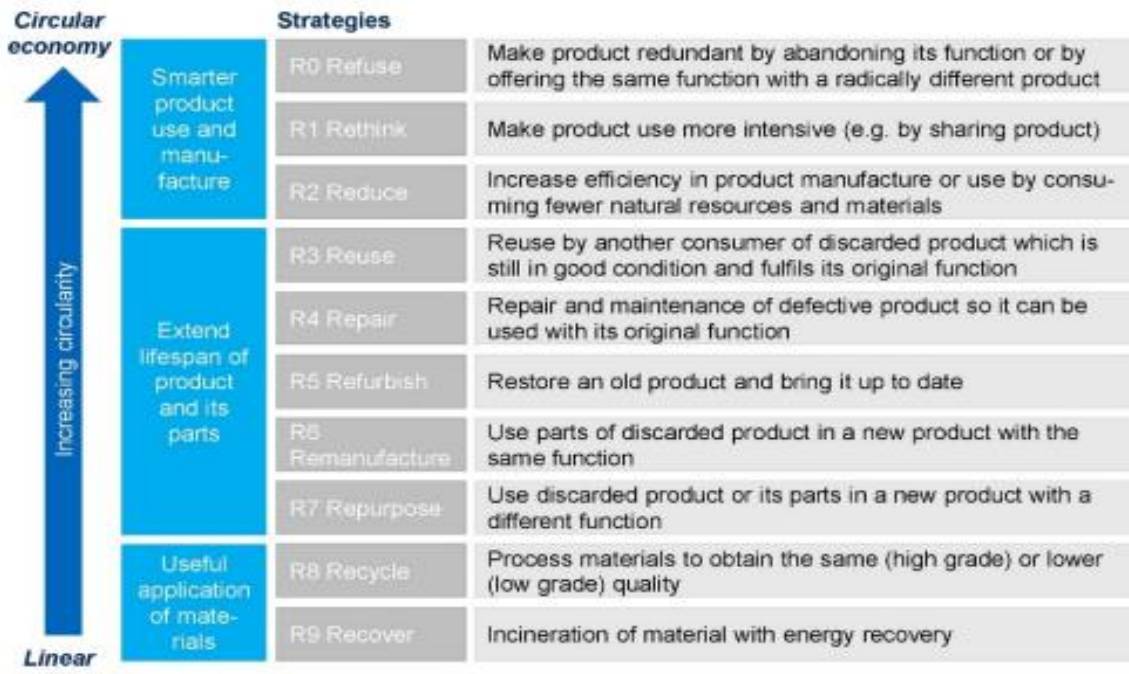 Circular
economy
Strategies
Increasing circularity
Linear
Smarter
product
use and
manu-
facture
R0 Refuse
Make product redundant by abandoning its function or by
offering the same function with a radically different product
R1 Rethink
Make product use more intensive (e.g. by sharing product)
R2 Reduce
Increase efficiency in product manufacture or use by consu-
ming fewer natural resources and materials
Extend
lifespan of
product
and its
parts
R3 Reuse
Reuse by another consumer of discarded product which is
still in good condition and fulfils its original function
R4 Repair
Repair and maintenance of defective product so it can be
used with its original function
R5 Refurbish
Restore an old product and bring it up to date
R6
Remanufacture
Use parts of discarded product in a new product with the
same function
R7 Repurpose
Use discarded product or its parts in a new product with a
different function
Useful
application
of mate-
rials
R8 Recycle
Process materials to obtain the same (high grade) or lower
(low grade) quality
R9 Recover
Incineration of material with energy recovery